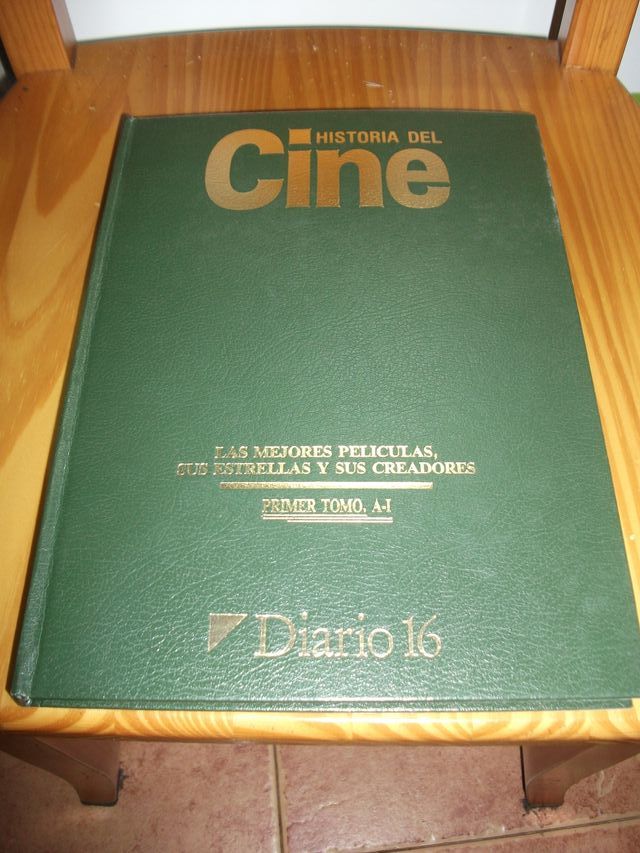 HISTORIA DEL
Cine
LAS MEJORES PELICULAS,
SUS ESTRELLAS Y SUS CREADORES
PRIMER TOMO, A-I
Diario 16